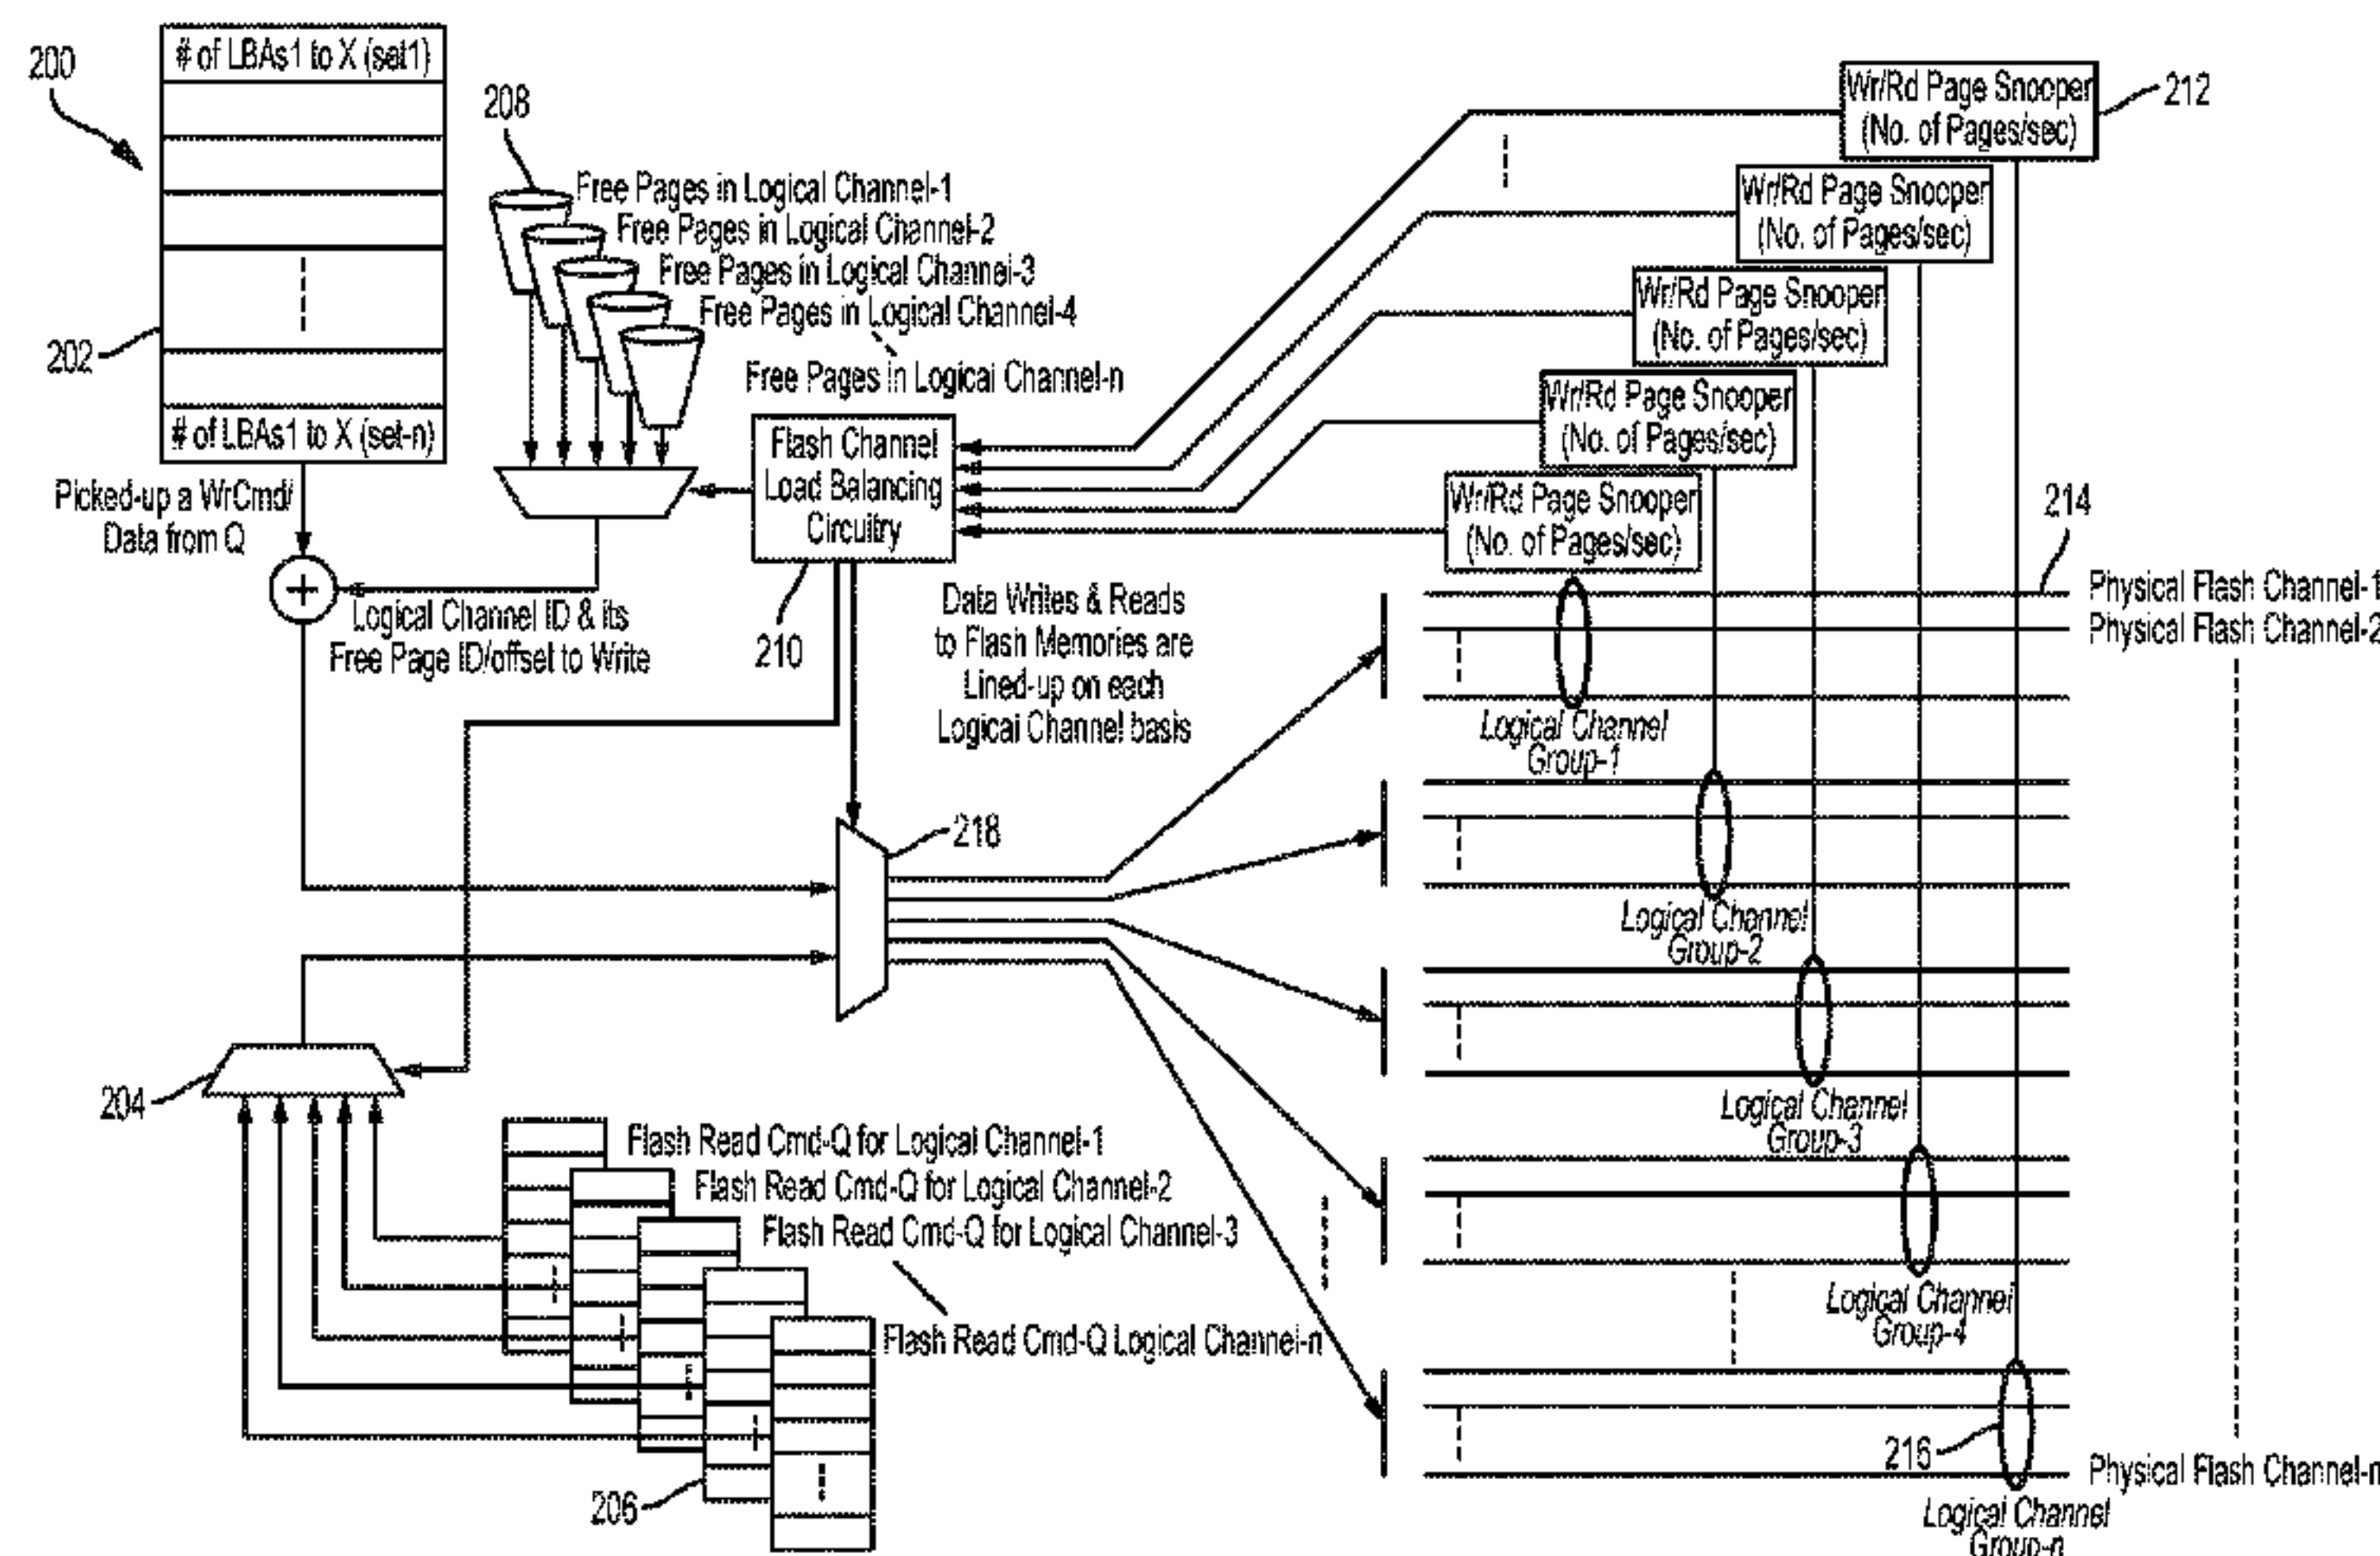 200
# of LBAs1 to X (set1)
202
# of LBAs1 to X (set-n)
Picked-up a WrCmd/
Data from Q
+
208
Free Pages in Logical Channel-1
Free Pages in Logical Channel-2
Free Pages in Logical Channel-3
Free Pages in Logical Channel-4
Free Pages in Logical Channel-n
Flash Channel
Load Balancing
Circuitry
210
Logical Channel ID & its
Free Page ID/offset to Write
Wr/Rd Page Snooper
(No. of Pages/sec)
212
Wr/Rd Page Snooper
(No. of Pages/sec)
Wr/Rd Page Snooper
(No. of Pages/sec)
Wr/Rd Page Snooper
(No. of Pages/sec)
Wr/Rd Page Snooper
(No. of Pages/sec)
214
Data Writes & Reads
to Flash Memories are
Lined-up on each
Logical Channel basis
Physical Flash Channel-1
Physical Flash Channel-2
Logical Channel
Group-1
218
Logical Channel
Group-2
Logical Channel
Group-3
Logical Channel
Group-4
216
Physical Flash Channel-n
Logical Channel
Group-n
204
Flash Read Cmd-Q for Logical Channel-1
Flash Read Cmd-Q for Logical Channel-2
Flash Read Cmd-Q for Logical Channel-3
Flash Read Cmd-Q Logical Channel-n
206